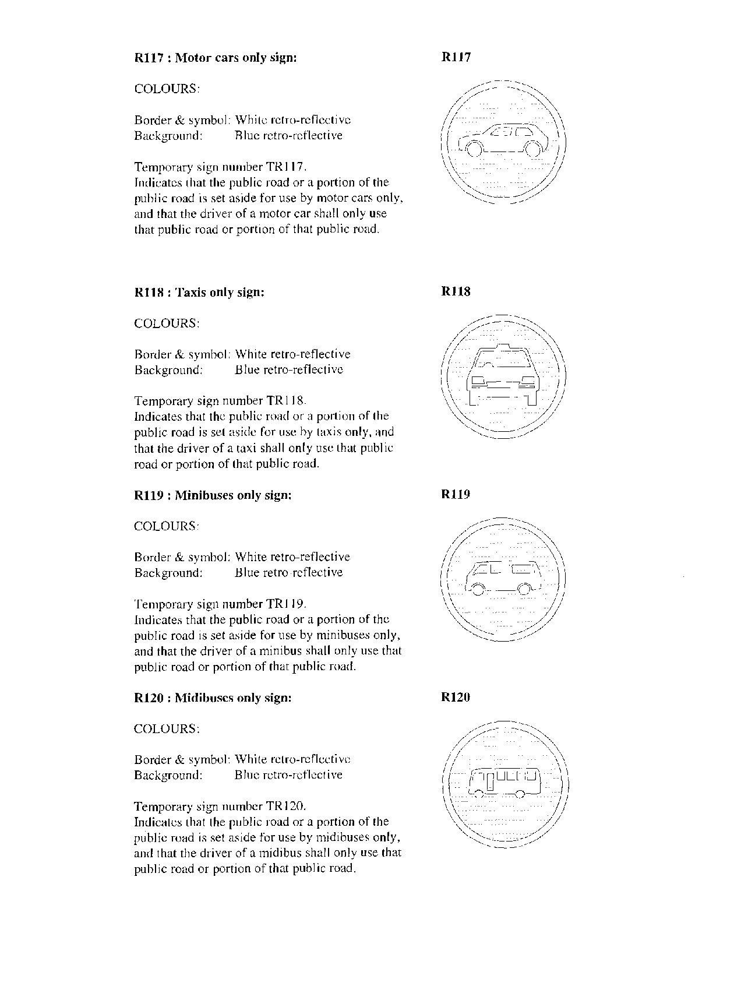 R117 : Motor cars only sign:
R117
COLOURS:
Border & symbol: White retro-reflective
Background: Blue retro-reflective
Temporary sign number TR117.
Indicates that the public road or a portion of the
public road is set aside for use by motor cars only,
and that the driver of a motor car shall only use
that public road or portion of that public road.
R118 : Taxis only sign:
R118
COLOURS:
Border & symbol: White retro-reflective
Background: Blue retro-reflective
Temporary sign number TR118.
Indicates that the public road or a portion of the
public road is set aside for use by taxis only, and
that the driver of a taxi shall only use that public
road or portion of that public road.
R119 : Minibuses only sign:
R119
COLOURS:
Border & symbol: White retro-reflective
Background: Blue retro-reflective
Temporary sign number TR119.
Indicates that the public road or a portion of the
public road is set aside for use by minibuses only,
and that the driver of a minibus shall only use that
public road or portion of that public road.
R120 : Midibuses only sign:
R120
COLOURS:
Border & symbol: White retro-reflective
Background: Blue retro-reflective
Temporary sign number TR120.
Indicates that the public road or a portion of the
public road is set aside for use by midibuses only,
and that the driver of a midibus shall only use that
public road or portion of that public road.